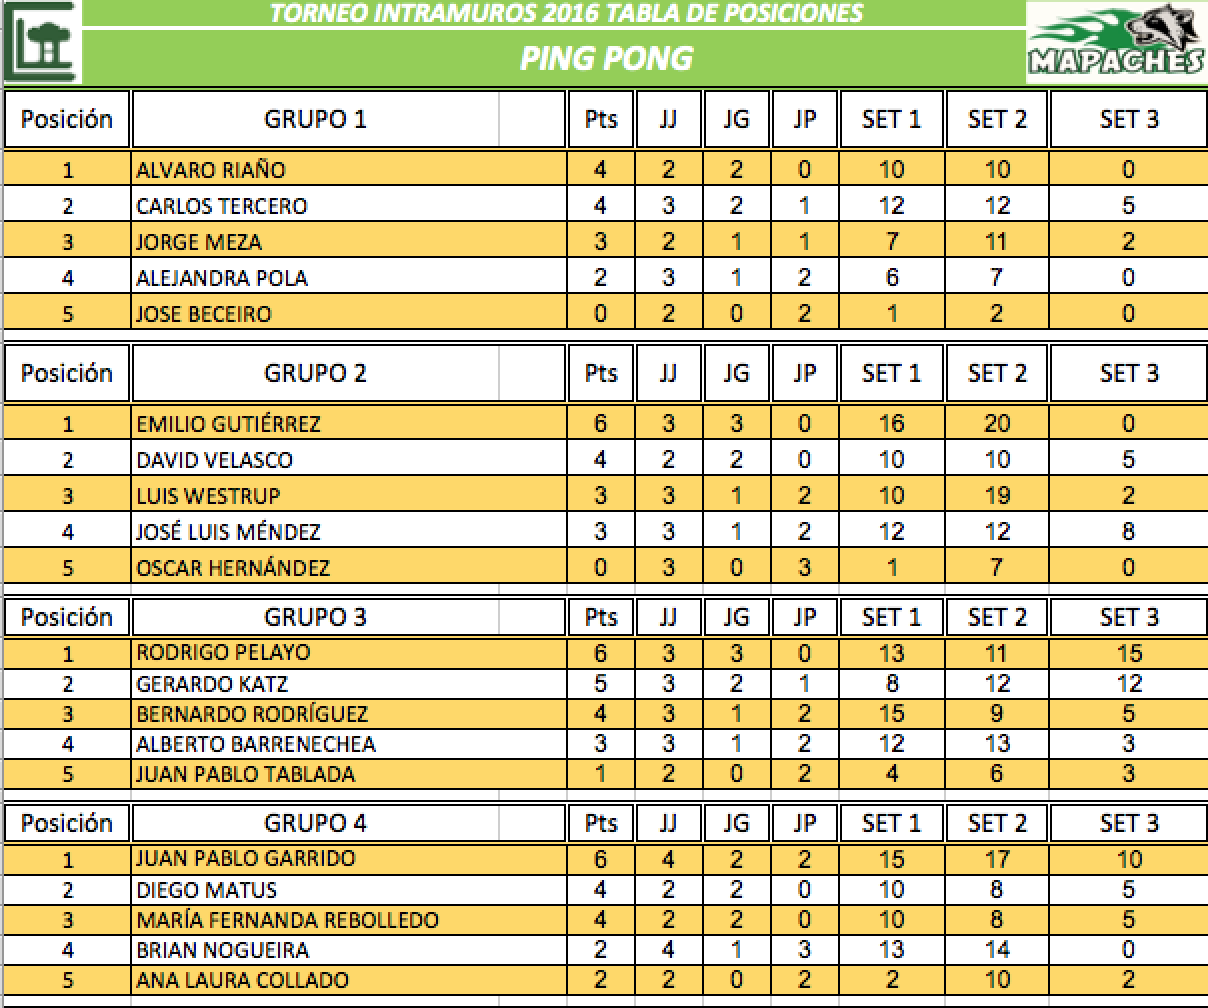 TORNEO INTRAMUROS 2016 TABLA DE POSICIONES
PING PONG
MAPACHES
Posición GRUPO 1 Pts JJ JG JP SET 1 SET 2 SET 3
1 ALVARO RIAÑO 4 2 2 0 10 10 0
2 CARLOS TERCERO 4 3 2 1 12 12 5
3 JORGE MEZA 3 2 1 1 7 11 2
4 ALEJANDRA POLA 2 3 1 2 6 7 0
5 JOSE BECEIRO 0 2 0 2 1 2 0
Posición GRUPO 2 Pts JJ JG JP SET 1 SET 2 SET 3
1 EMILIO GUTIÉRREZ 6 3 3 0 16 20 0
2 DAVID VELASCO 4 2 2 0 10 10 5
3 LUIS WESTRUP 3 3 1 2 10 19 2
4 JOSÉ LUIS MÉNDEZ 3 3 1 2 12 12 8
5 OSCAR HERNÁNDEZ 0 3 0 3 1 7 0
Posición GRUPO 3 Pts JJ JG JP SET 1 SET 2 SET 3
1 RODRIGO PELAYO 6 3 3 0 13 11 15
2 GERARDO KATZ 5 3 2 1 8 12 12
3 BERNARDO RODRÍGUEZ 4 3 1 2 15 9 5
4 ALBERTO BARRENECHEA 3 3 1 2 12 13 3
5 JUAN PABLO TABLADA 1 2 0 2 4 6 3
Posición GRUPO 4 Pts JJ JG JP SET 1 SET 2 SET 3
1 JUAN PABLO GARRIDO 6 4 2 2 15 17 10
2 DIEGO MATUS 4 2 2 0 10 8 5
3 MARÍA FERNANDA REBOLLEDO 4 2 2 0 10 8 5
4 BRIAN NOGUEIRA 2 4 1 3 13 14 0
5 ANA LAURA COLLADO 2 2 0 2 2 10 2